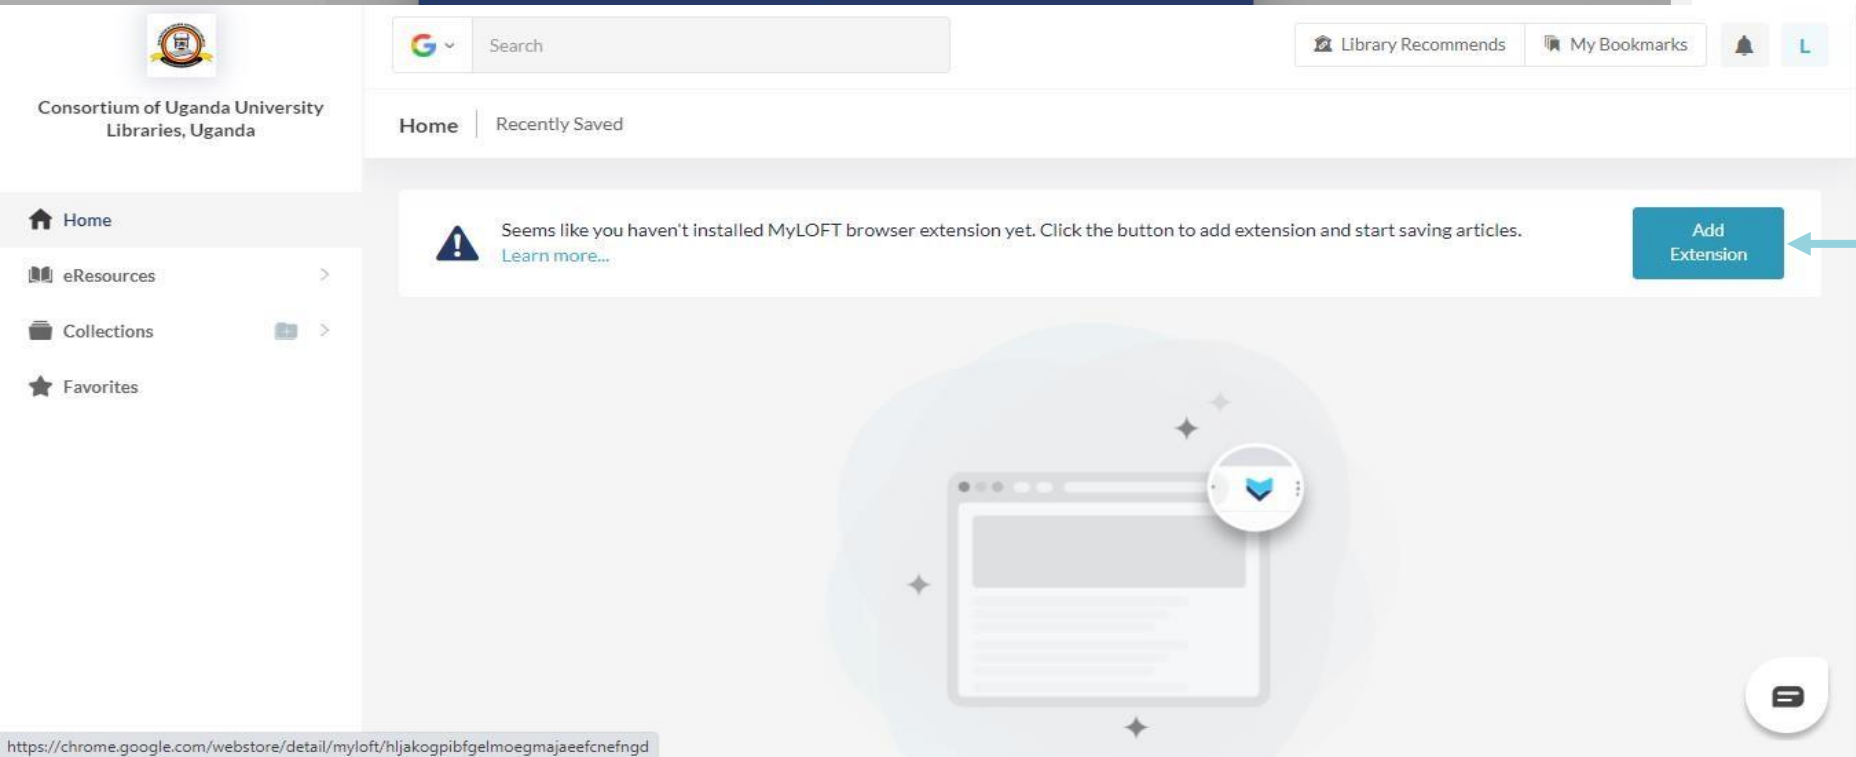 Search
Library Recommends
My Bookmarks
L
Consortium of Uganda University
Libraries, Uganda
Home
Recently Saved
Home
eResources
Collections
Favorites
Seems like you haven't installed MyLOFT browser extension yet. Click the button to add extension and start saving articles.
Learn more...
Add
Extension
https://chrome.google.com/webstore/detail/myloft/hljakogpibfgelmoegmajaeefcnefngd